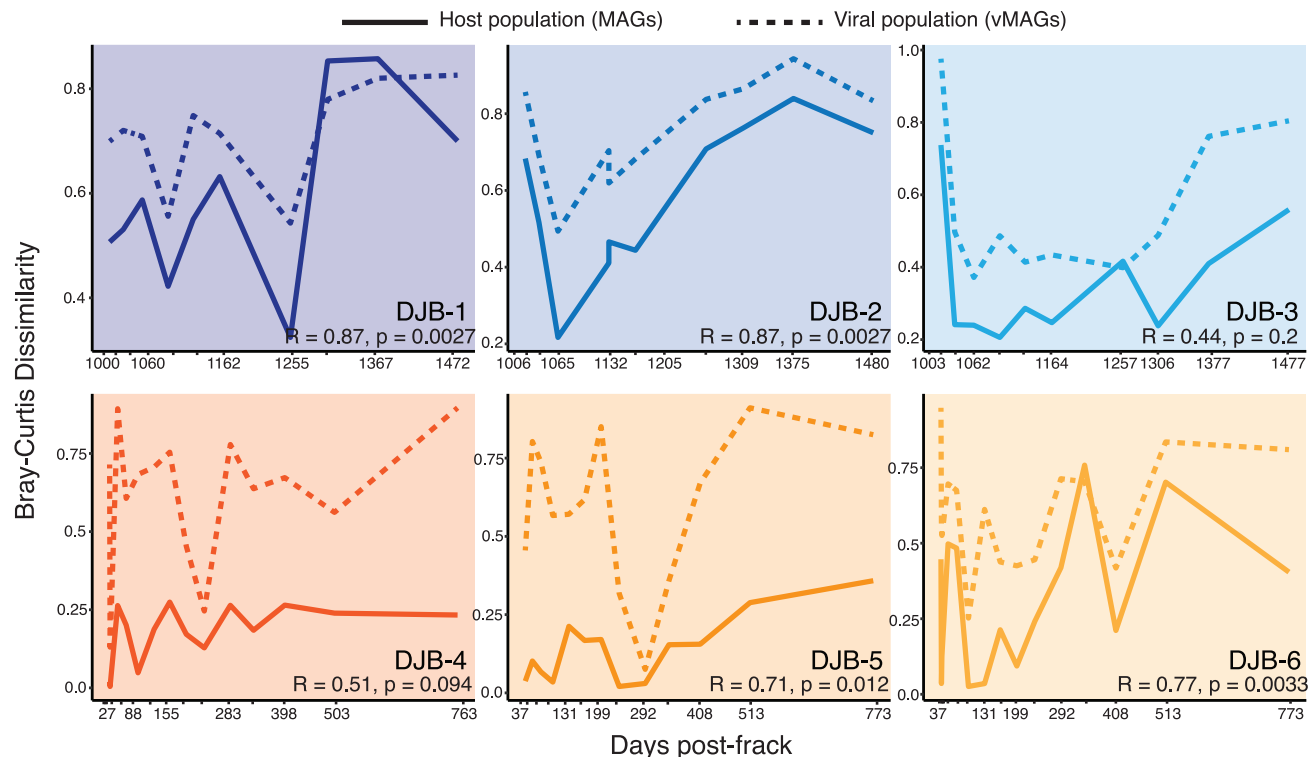 Host population (MAGs) Viral population (vMAGs)
Bray-Curtis Dissimilarity
0.8
0.6
0.4
DJB-1
R = 0.87, p = 0.0027
1000 1060 1162 1255 1367 1472
0.8
0.6
0.4
0.2
DJB-2
R = 0.87, p = 0.0027
1006 1065 1132 1205 1309 1375 1480
1.0
0.8
0.6
0.4
0.2
DJB-3
R = 0.44, p = 0.2
1003 1062 1164 1257 1306 1377 1477
0.75
0.5
0.25
0.0
DJB-4
R = 0.51, p = 0.094
27 88 155 283 398 503 763
0.75
0.5
0.25
0.0
DJB-5
R = 0.71, p = 0.012
37 131 199 292 408 513 773
0.75
0.5
0.25
0.0
DJB-6
R = 0.77, p = 0.0033
37 131 199 292 408 513 773
Days post-frack